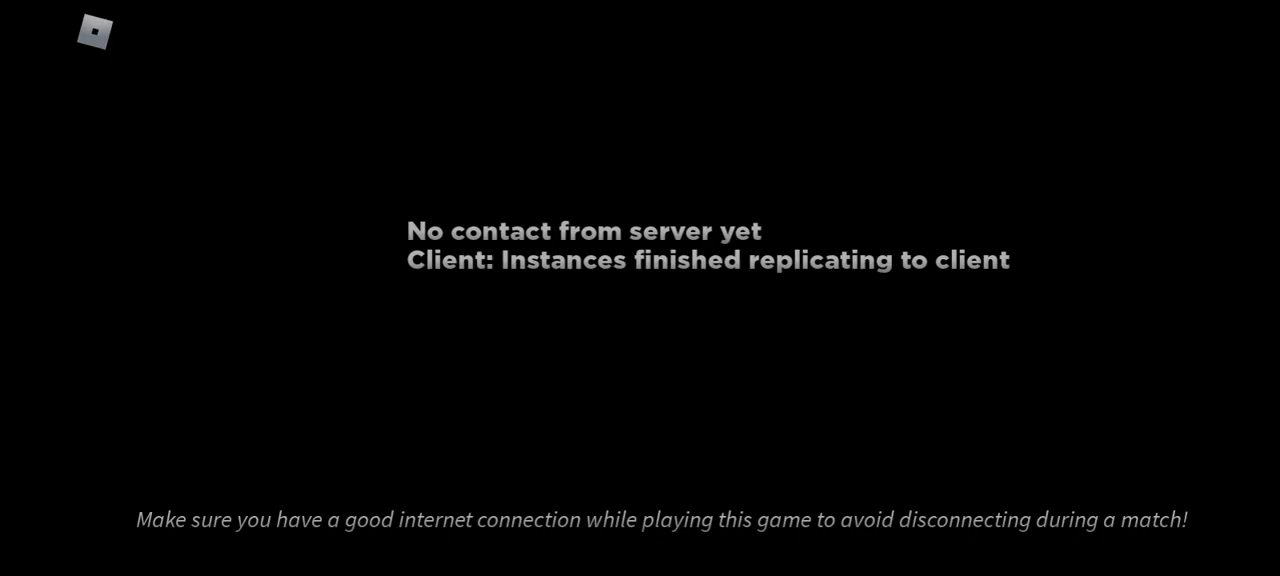 No contact from server yet
Client: Instances finished replicating to client
Make sure you have a good internet connection while playing this game to avoid disconnecting during a match!